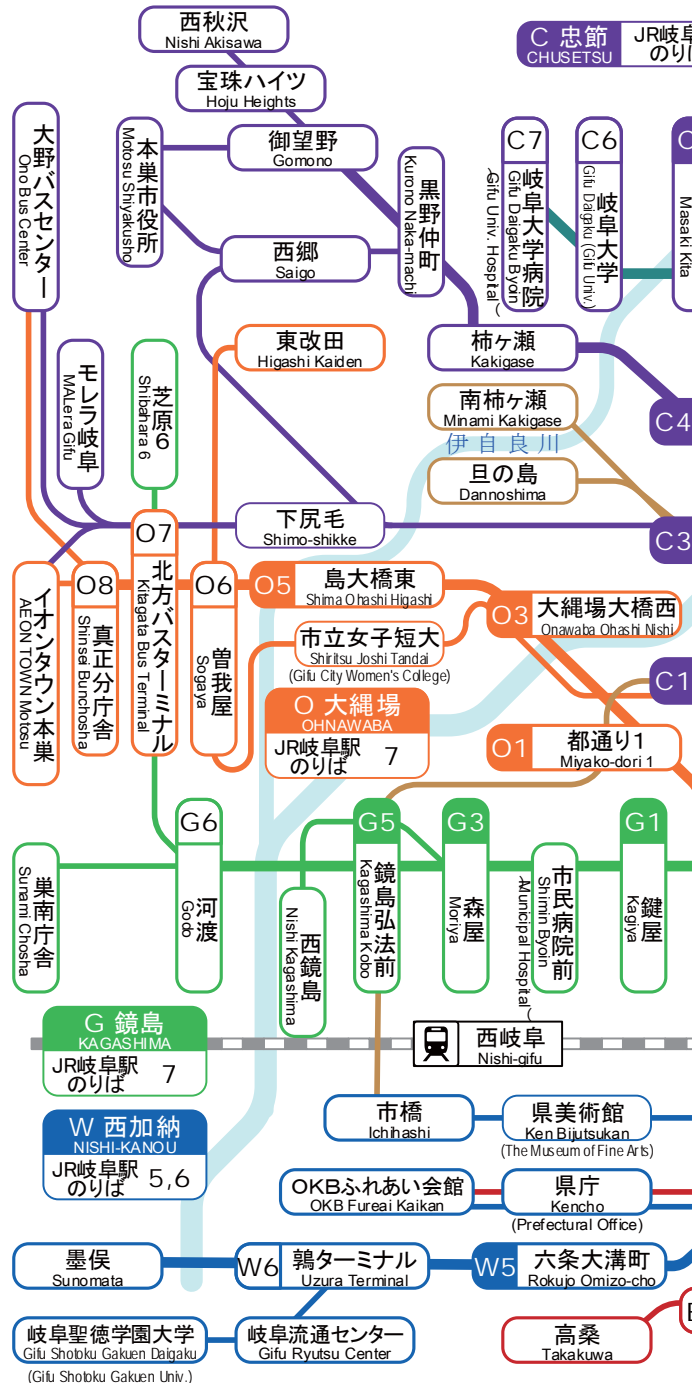 西秋沢
Nishi Akisawa
C 忠節
CHUSETSU
JR岐阜
のりば
宝珠ハイツ
Hoju Heights
大野バスセンター
Ono Bus Center
本巣市役所
Motosu Shiyakusho
御望野
Gomono
黒野仲町
Kurono Naka-machi
C7
岐阜大学病院
Gifu Daigaku Byoin
(Gifu Univ. Hospital)
C6
岐阜大学
Gifu Daigaku (Gifu Univ.)
Masaki Kita
西郷
Saigo
東改田
Higashi Kaiden
柿ヶ瀬
Kakigase
モレラ岐阜
MALera Gifu
芝原6
Shibahara 6
南柿ヶ瀬
Minami Kakigase
C4
伊自良川
旦の島
Dannoshima
下尻毛
Shimo-shikke
C3
イオンタウン本巣
AEON TOWN Motosu
O8
真正分庁舎
Shinsei Bunchosha
O7
北方バスターミナル
Kitagata Bus Terminal
O6
曽我屋
Sogaya
O5
島大橋東
Shima Ohashi Higashi
O3
大縄場大橋西
Onawaba Ohashi Nishi
市立女子短大
Shiritsu Joshi Tandai
(Gifu City Women's College)
C1
O 大縄場
OHNAWABA
JR岐阜駅
のりば 7
O1
都通り1
Miyako-dori 1
巣南庁舎
Sunami Chosha
G6
河渡
Godo
西鏡島
Nishi Kagashima
G5
鏡島弘法前
Kagashima Kobo
G3
森屋
Moriya
市民病院前
Shimin Byoin
(Municipal Hospital)
G1
鍵屋
Kagiya
G 鏡島
KAGASHIMA
JR岐阜駅
のりば 7
西岐阜
Nishi-gifu
W 西加納
NISHI-KANOU
JR岐阜駅
のりば 5,6
市橋
Ichihashi
県美術館
Ken Bijutsukan
(The Museum of Fine Arts)
OKBふれあい会館
OKB Fureai Kaikan
県庁
Kencho
(Prefectural Office)
墨俣
Sunomata
W6
鶉ターミナル
Uzura Terminal
W5
六条大溝町
Rokujo Omizo-cho
岐阜聖徳学園大学
Gifu Shotoku Gakuen Daigaku
(Gifu Shotoku Gakuen Univ.)
岐阜流通センター
Gifu Ryutsu Center
高桑
Takakuwa